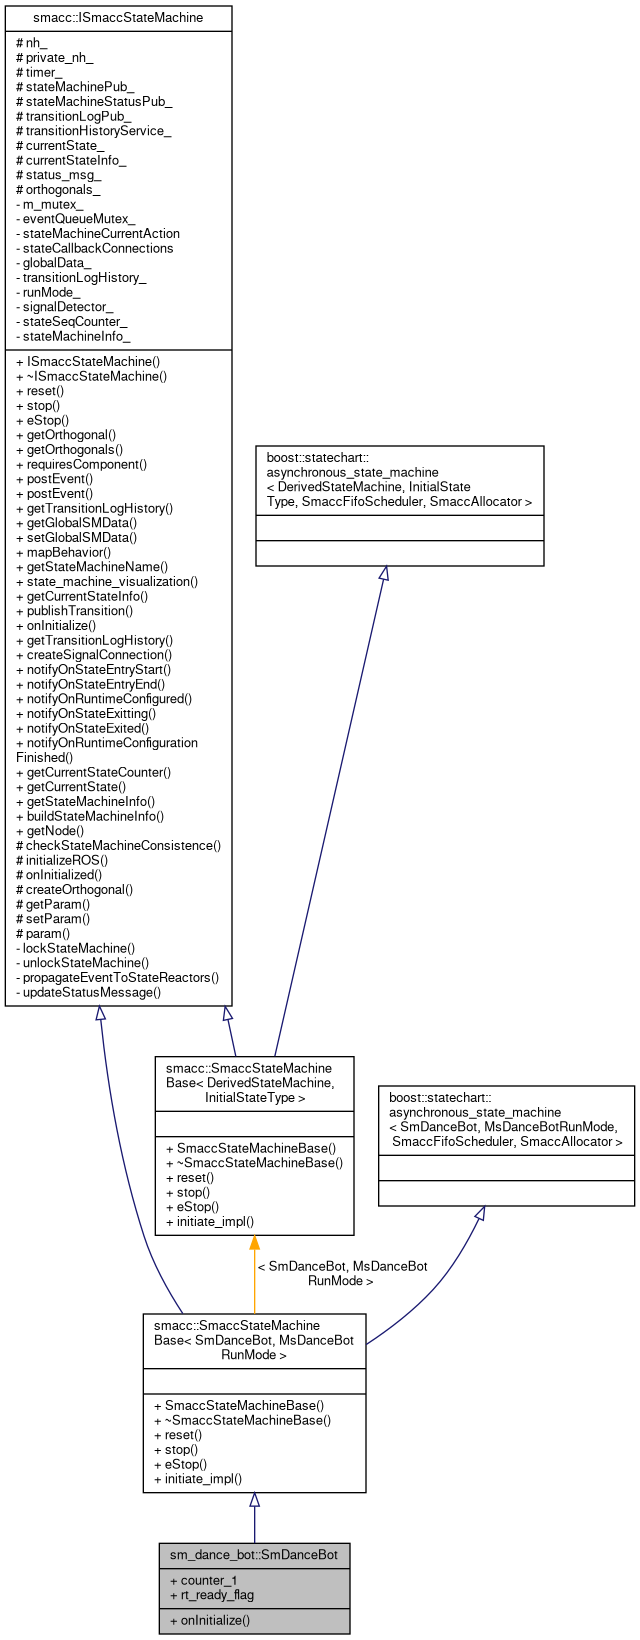 smacc::ISmaccStateMachine
# nh_
# private_nh_
# timer_
# stateMachinePub_
# stateMachineStatusPub_
# transitionLogPub_
# transitionHistoryService_
# currentState_
# currentStateInfo_
# status_msg_
# orthogonals_
- m_mutex_
- eventQueueMutex_
- stateMachineCurrentAction
- stateCallbackConnections
- globalData_
- transitionLogHistory_
- runMode_
- signalDetector_
- stateSeqCounter_
- stateMachineInfo_
+ ISmaccStateMachine()
+ ~ISmaccStateMachine()
+ reset()
+ stop()
+ eStop()
+ getOrthogonal()
+ getOrthogonals()
+ requiresComponent()
+ postEvent()
+ postEvent()
+ getTransitionLogHistory()
+ getGlobalSMData()
+ setGlobalSMData()
+ mapBehavior()
+ getStateMachineName()
+ state_machine_visualization()
+ getCurrentStateInfo()
+ publishTransition()
+ onInitialize()
+ getTransitionLogHistory()
+ createSignalConnection()
+ notifyOnStateEntryStart()
+ notifyOnStateEntryEnd()
+ notifyOnRuntimeConfigured()
+ notifyOnStateExitting()
+ notifyOnStateExited()
+ notifyOnRuntimeConfiguration
Finished()
+ getCurrentStateCounter()
+ getCurrentState()
+ getStateMachineInfo()
+ buildStateMachineInfo()
+ getNode()
# checkStateMachineConsistence()
# initializeROS()
# onInitialized()
# createOrthogonal()
# getParam()
# setParam()
# param()
- lockStateMachine()
- unlockStateMachine()
- propagateEventToStateReactors()
- updateStatusMessage()
boost::statechart::
asynchronous_state_machine
< DerivedStateMachine, InitialState
Type, SmaccFifoScheduler, SmaccAllocator >
smacc::SmaccStateMachine
Base< DerivedStateMachine,
InitialStateType >
+ SmaccStateMachineBase()
+ ~SmaccStateMachineBase()
+ reset()
+ stop()
+ eStop()
+ initiate_impl()
boost::statechart::
asynchronous_state_machine
< SmDanceBot, MsDanceBotRunMode,
SmaccFifoScheduler, SmaccAllocator >
< SmDanceBot, MsDanceBot
RunMode >
smacc::SmaccStateMachine
Base< SmDanceBot, MsDanceBot
RunMode >
+ SmaccStateMachineBase()
+ ~SmaccStateMachineBase()
+ reset()
+ stop()
+ eStop()
+ initiate_impl()
sm_dance_bot::SmDanceBot
+ counter_1
+ rt_ready_flag
+ onInitialize()